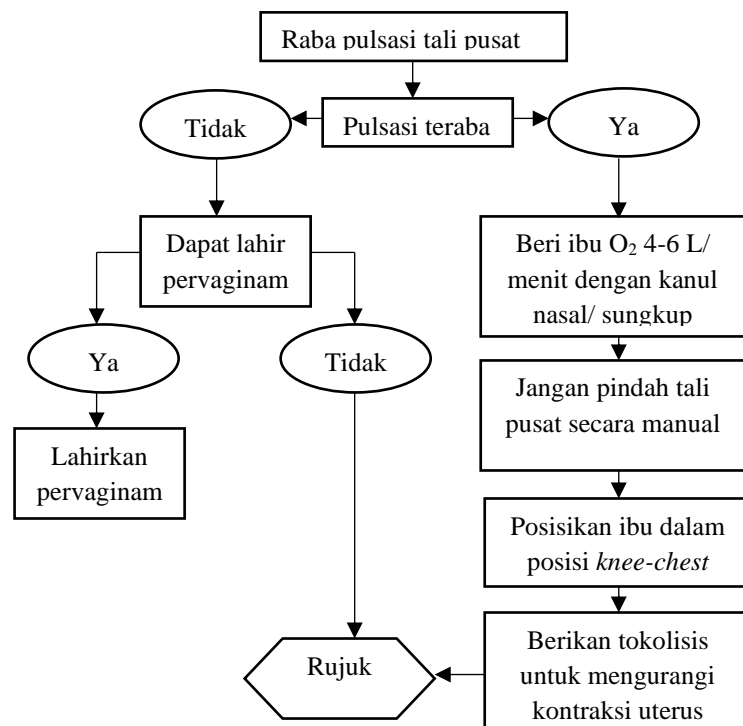 Raba pulsasi tali pusat
Tidak
Pulsasi teraba
Ya
Dapat lahir
pervaginam
Ya
Tidak
Lahirkan
pervaginam
Beri ibu O₂ 4-6 L/
menit dengan kanul
nasal/ sungkup
Jangan pindah tali
pusat secara manual
Posisikan ibu dalam
posisi knee-chest
Berikan tokolisis
untuk mengurangi
kontraksi uterus
Rujuk